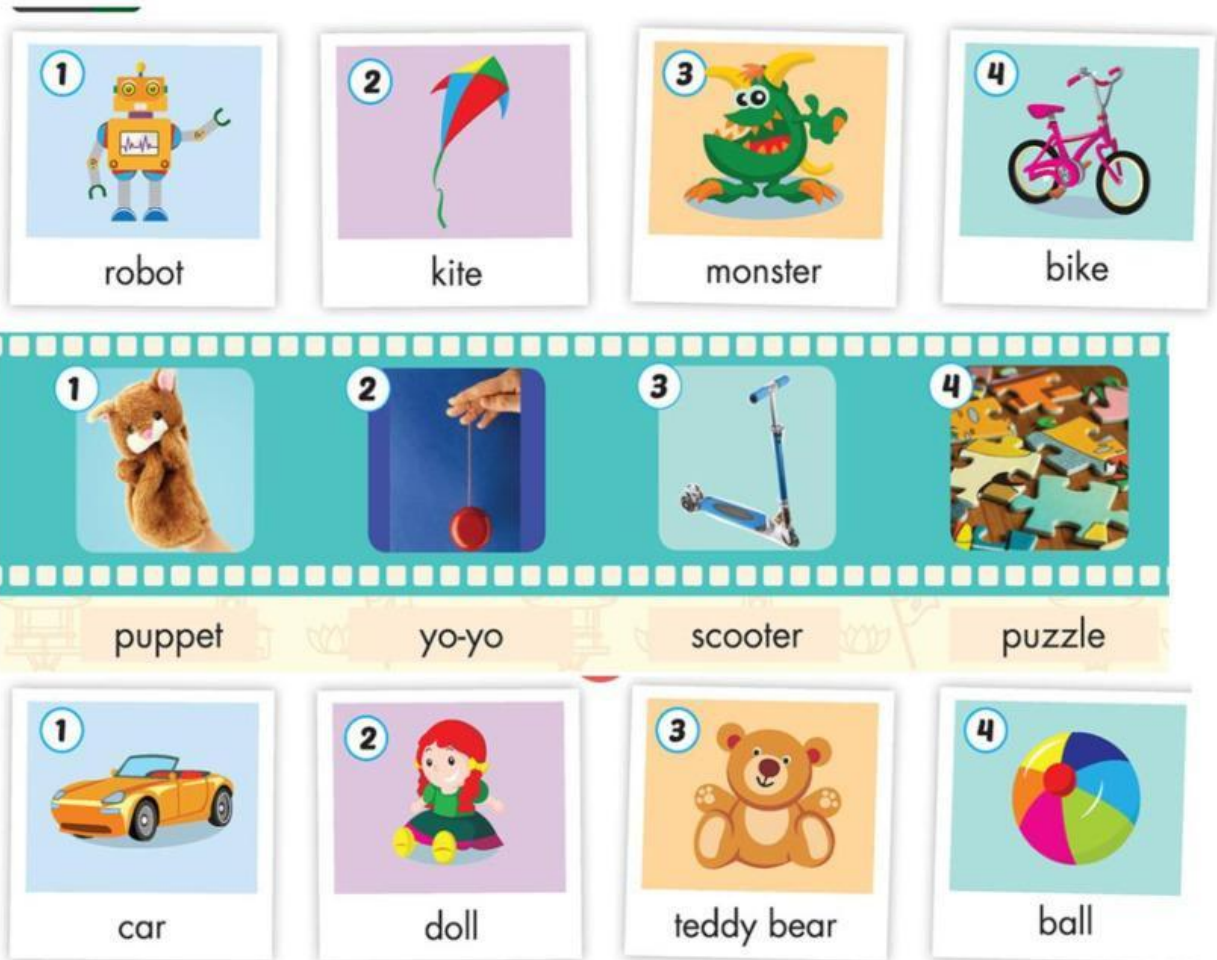 1 2 3 4
robot kite monster bike
1 2 3 4
puppet yo-yo scooter puzzle
1 2 3 4
car doll teddy bear ball